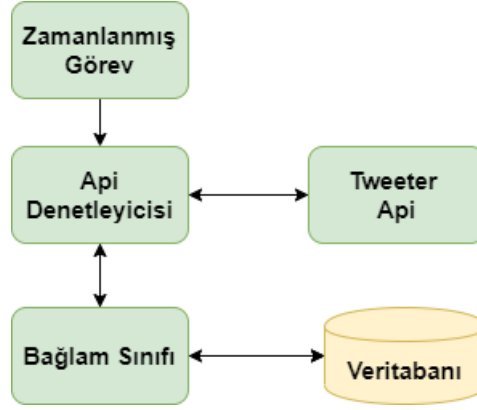 Zamanlanmış
Görev
Api
Denetleyicisi
Tweeter
Api
Bağlam Sınıfı
Veritabanı